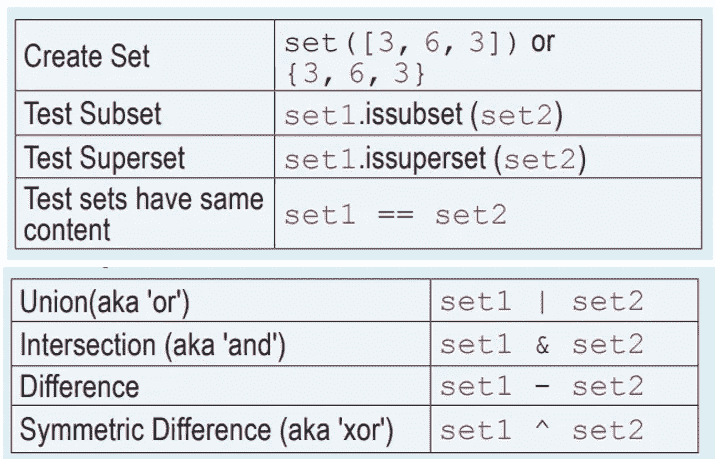 Create Set
set([3, 6, 3]) or
{3, 6, 3}
Test Subset
set1.issubset(set2)
Test Superset
set1.issuperset(set2)
Test sets have same
content
set1 == set2
Union(aka 'or')
set1 | set2
Intersection (aka 'and')
set1 & set2
Difference
set1 - set2
Symmetric Difference (aka 'xor')
set1 ^ set2